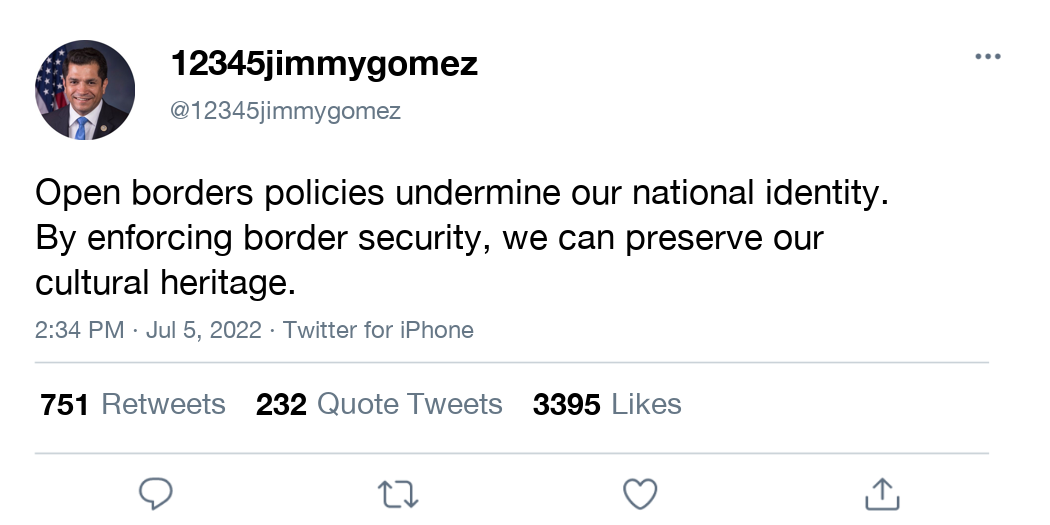 12345jimmygomez
@12345jimmygomez
Open borders policies undermine our national identity.
By enforcing border security, we can preserve our
cultural heritage.
2:34 PM · Jul 5, 2022 · Twitter for iPhone
751 Retweets 232 Quote Tweets 3395 Likes